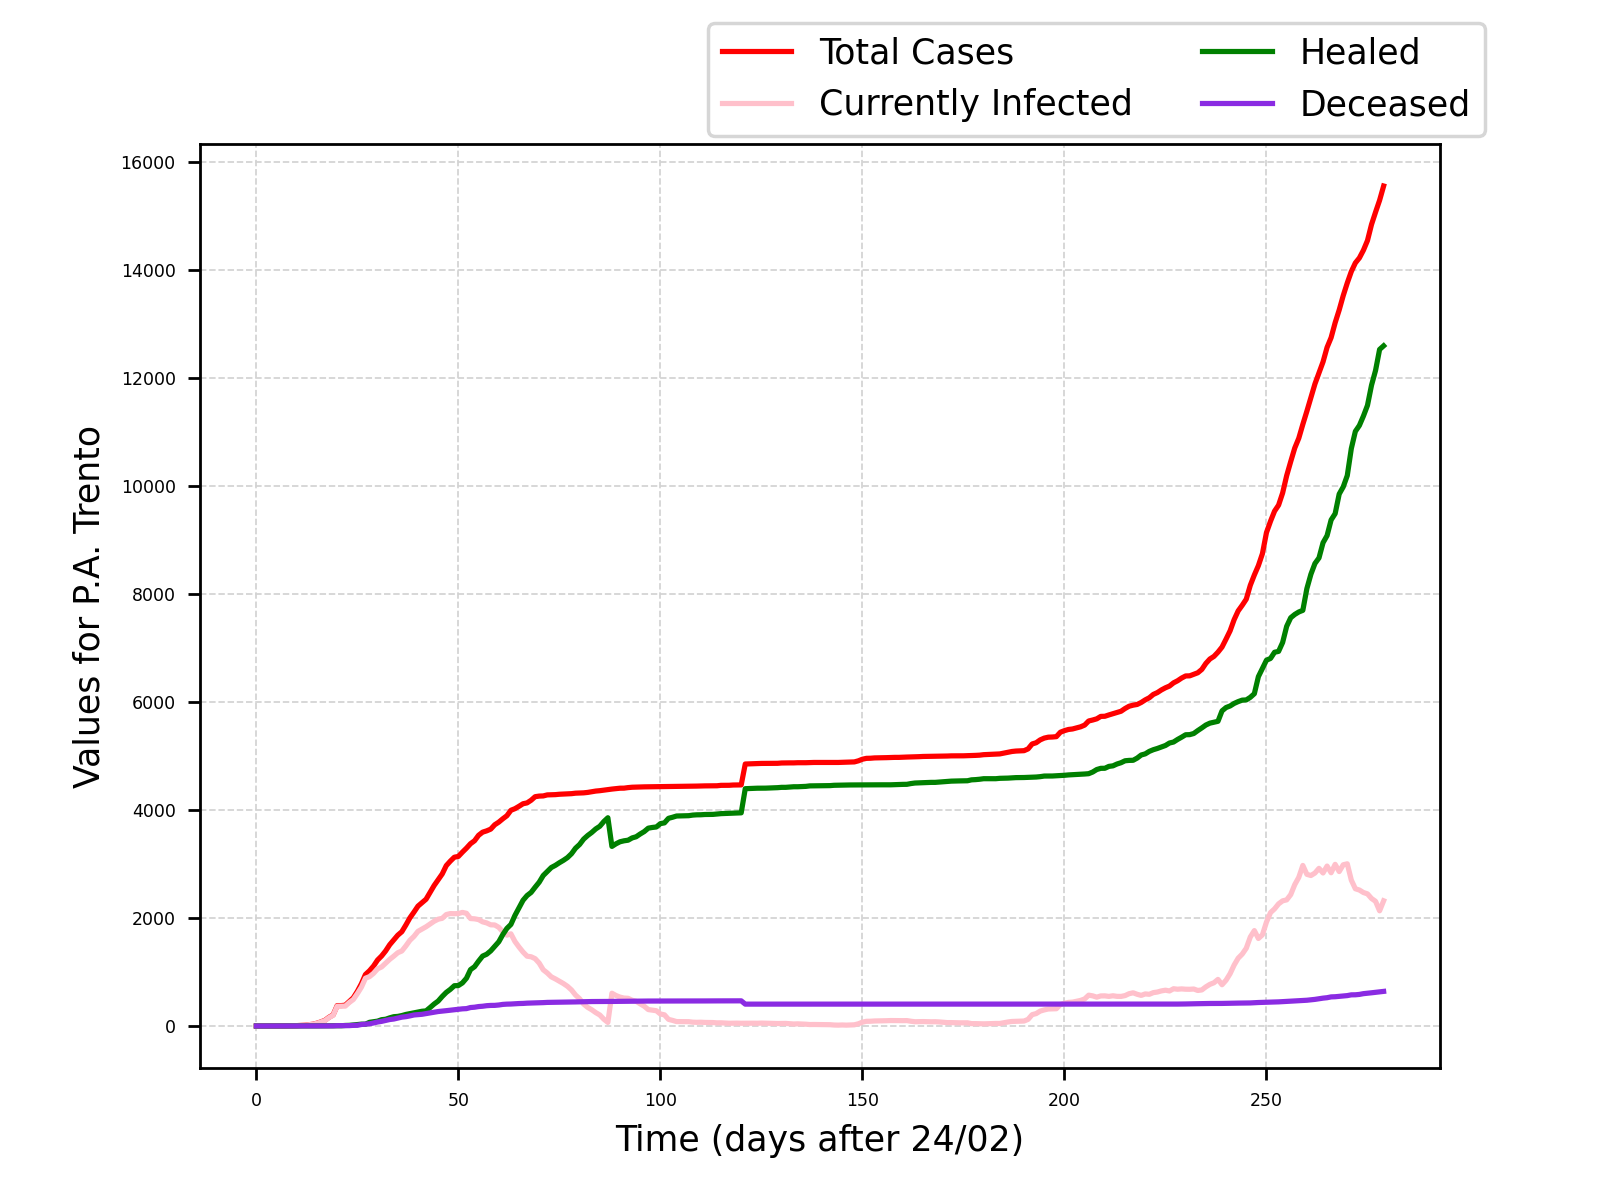 Total Cases
Currently Infected
Healed
Deceased
16000
14000
12000
10000
8000
6000
4000
2000
0
Values for P.A. Trento
0 50 100 150 200 250
Time (days after 24/02)